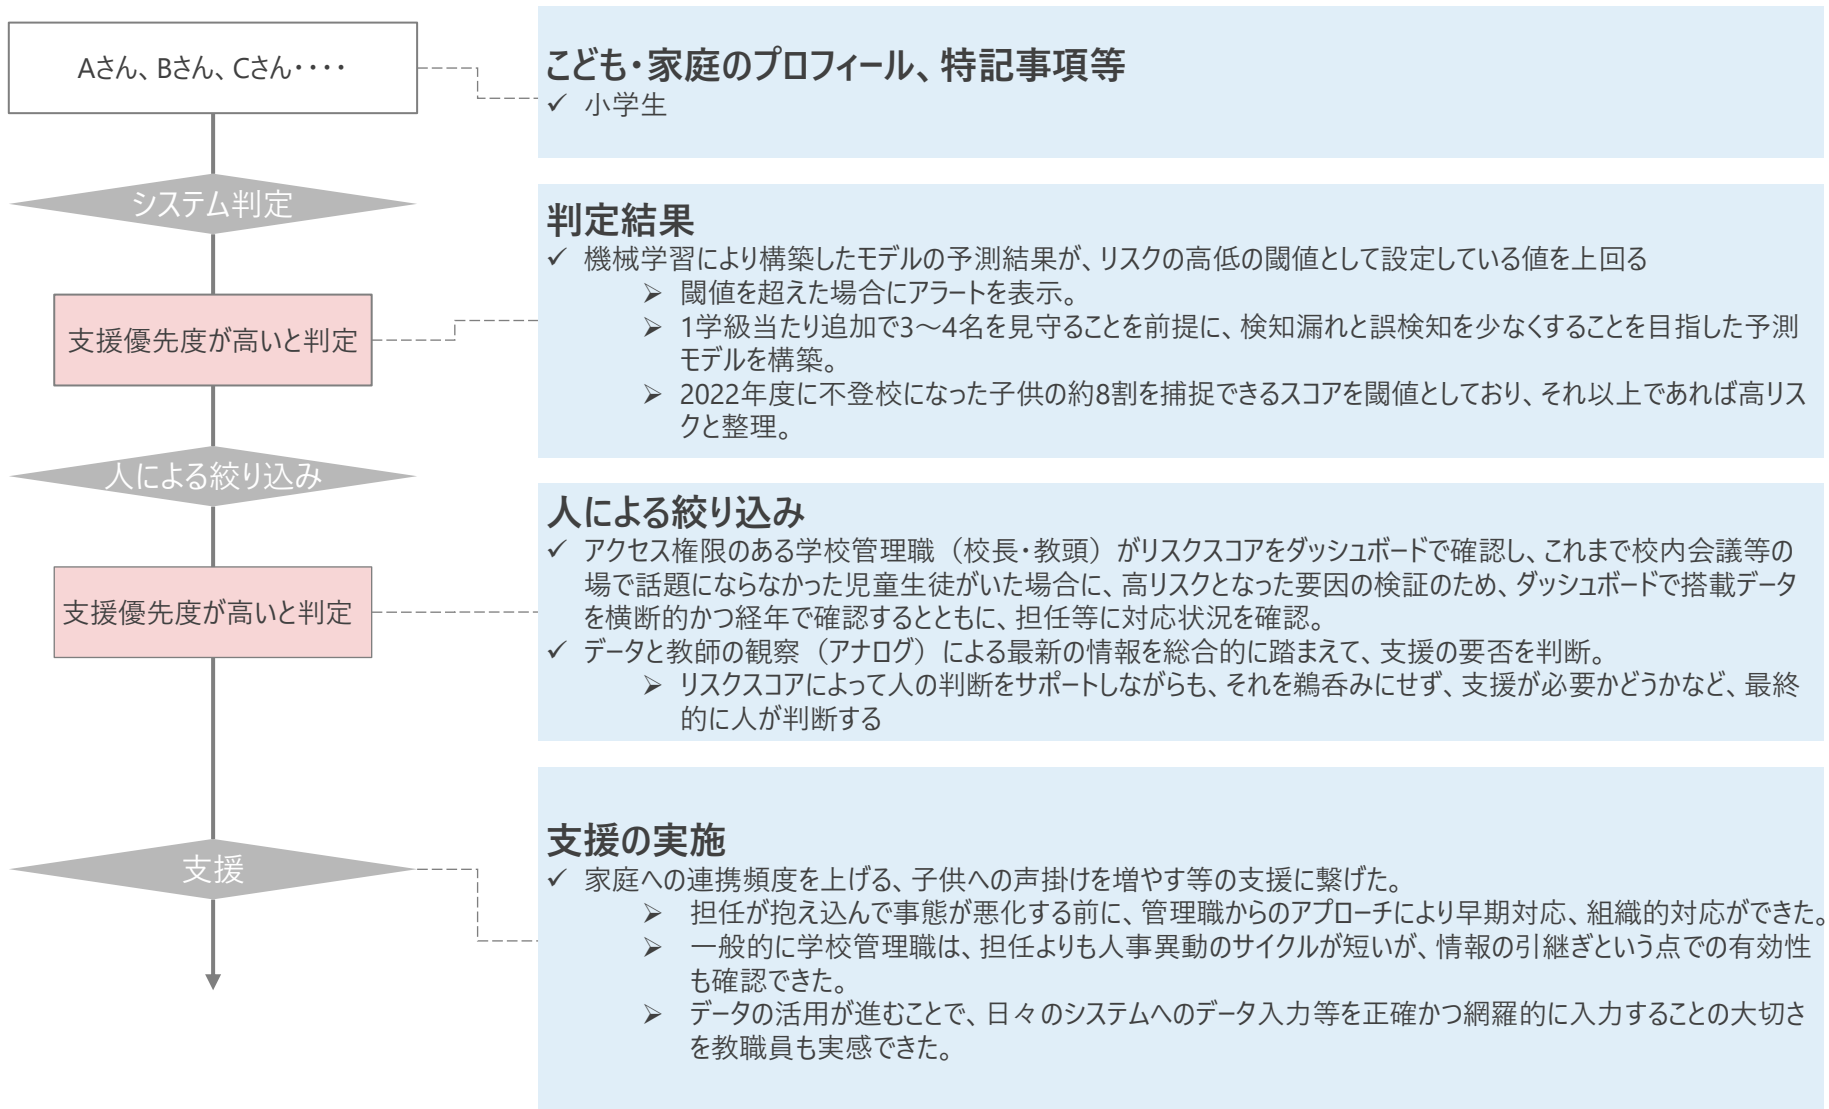 Aさん、Bさん、Cさん・・・・
システム判定
支援優先度が高いと判定
人による絞り込み
支援優先度が高いと判定
支援
こども・家庭のプロフィール、特記事項等
✓ 小学生
判定結果
✓ 機械学習により構築したモデルの予測結果が、リスクの高低の閾値として設定している値を上回る
➢ 閾値を超えた場合にアラートを表示。
➢ 1学級当たり追加で3～4名を見守ることを前提に、検知漏れと誤検知を少なくすることを目指した予測
モデルを構築。
➢ 2022年度に不登校になった子供の約8割を捕捉できるスコアを閾値としており、それ以上であれば高リス
クと整理。
人による絞り込み
✓ アクセス権限のある学校管理職（校長・教頭）がリスクスコアをダッシュボードで確認し、これまで校内会議等の
場で話題にならなかった児童生徒がいた場合に、高リスクとなった要因の検証のため、ダッシュボードで搭載データ
を横断的かつ経年で確認するとともに、担任等に対応状況を確認。
✓ データと教師の観察（アナログ）による最新の情報を総合的に踏まえて、支援の要否を判断。
➢ リスクスコアによって人の判断をサポートしながらも、それを鵜呑みにせず、支援が必要かどうかなど、最終
的に人が判断する
支援の実施
✓ 家庭への連携頻度を上げる、子供への声掛けを増やす等の支援に繋げた。
➢ 担任が抱え込んで事態が悪化する前に、管理職からのアプローチにより早期対応、組織的対応ができた。
➢ 一般的に学校管理職は、担任よりも人事異動のサイクルが短いが、情報の引継ぎという点での有効性
も確認できた。
➢ データの活用が進むことで、日々のシステムへのデータ入力等を正確かつ網羅的に入力することの大切さ
を教職員も実感できた。